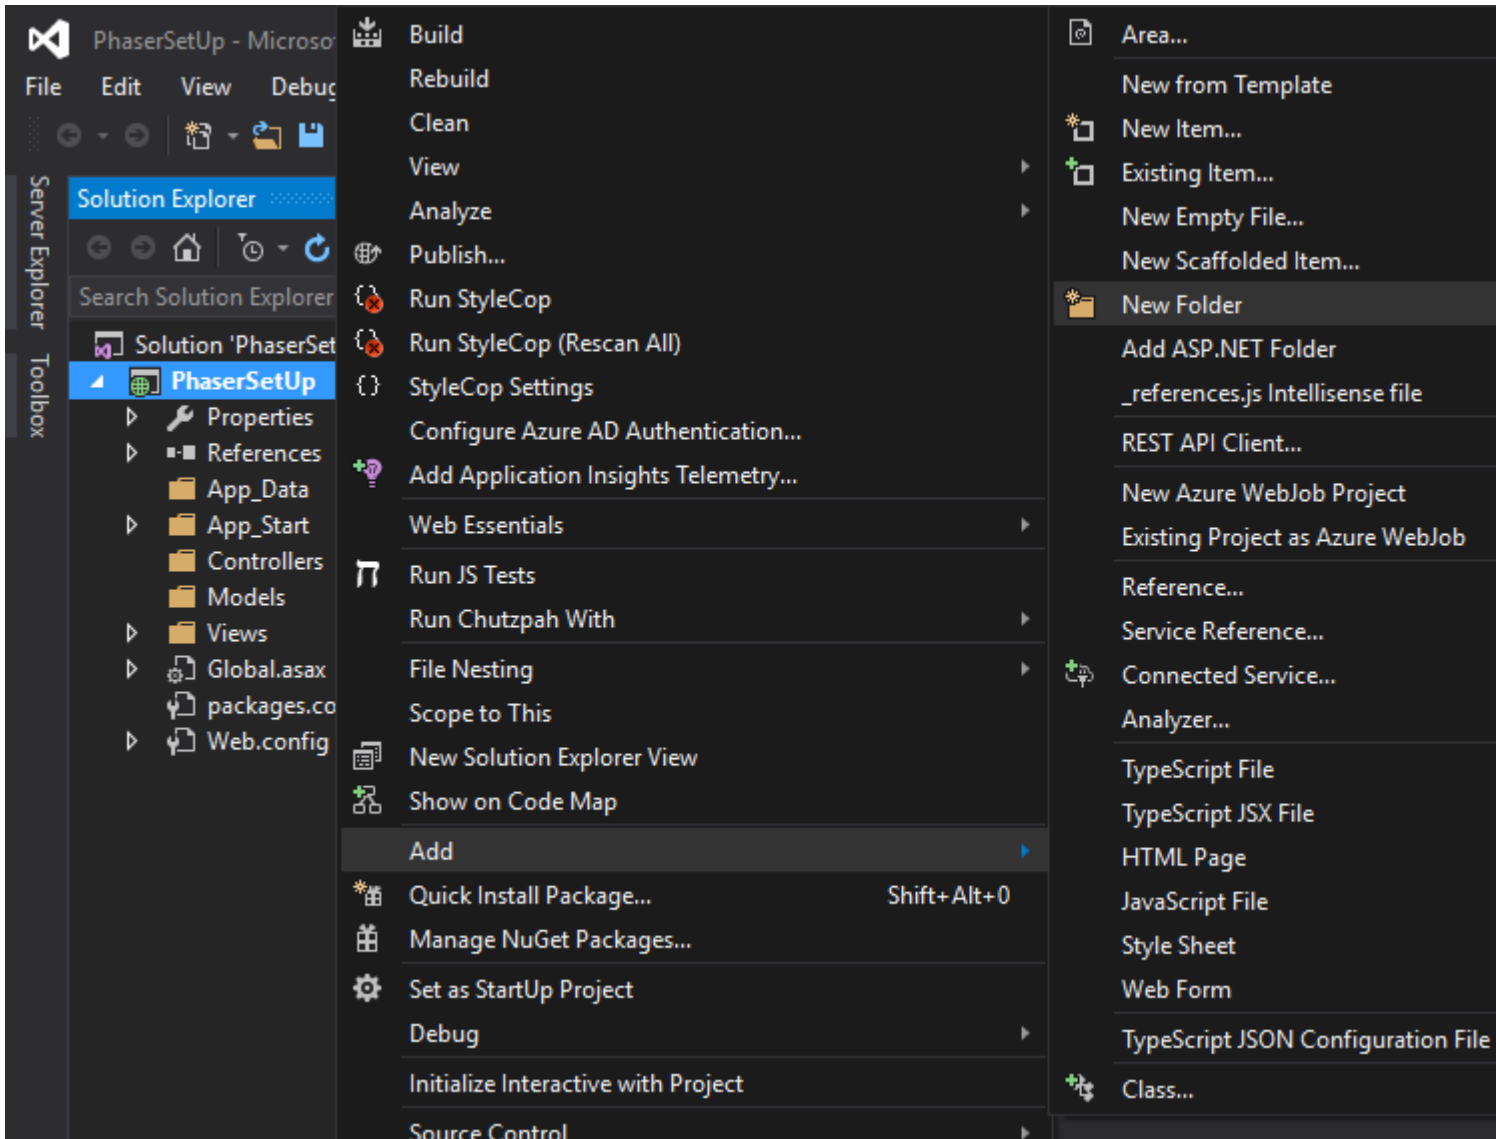 PhaserSetUp - Microso
File Edit View Debug
Server Explorer
Toolbox
Solution Explorer
Search Solution Explorer
Solution 'PhaserSet
PhaserSetUp
Properties
References
App_Data
App_Start
Controllers
Models
Views
Global.asax
packages.co
Web.config
Build
Rebuild
Clean
View
Analyze
Publish...
Run StyleCop
Run StyleCop (Rescan All)
StyleCop Settings
Configure Azure AD Authentication...
Add Application Insights Telemetry...
Web Essentials
Run JS Tests
Run Chutzpah With
File Nesting
Scope to This
New Solution Explorer View
Show on Code Map
Add
Quick Install Package... Shift+Alt+0
Manage NuGet Packages...
Set as StartUp Project
Debug
Initialize Interactive with Project
Source Control
Area...
New from Template
New Item...
Existing Item...
New Empty File...
New Scaffolded Item...
New Folder
Add ASP.NET Folder
_references.js Intellisense file
REST API Client...
New Azure WebJob Project
Existing Project as Azure WebJob
Reference...
Service Reference...
Connected Service...
Analyzer...
TypeScript File
TypeScript JSX File
HTML Page
JavaScript File
Style Sheet
Web Form
TypeScript JSON Configuration File
Class...